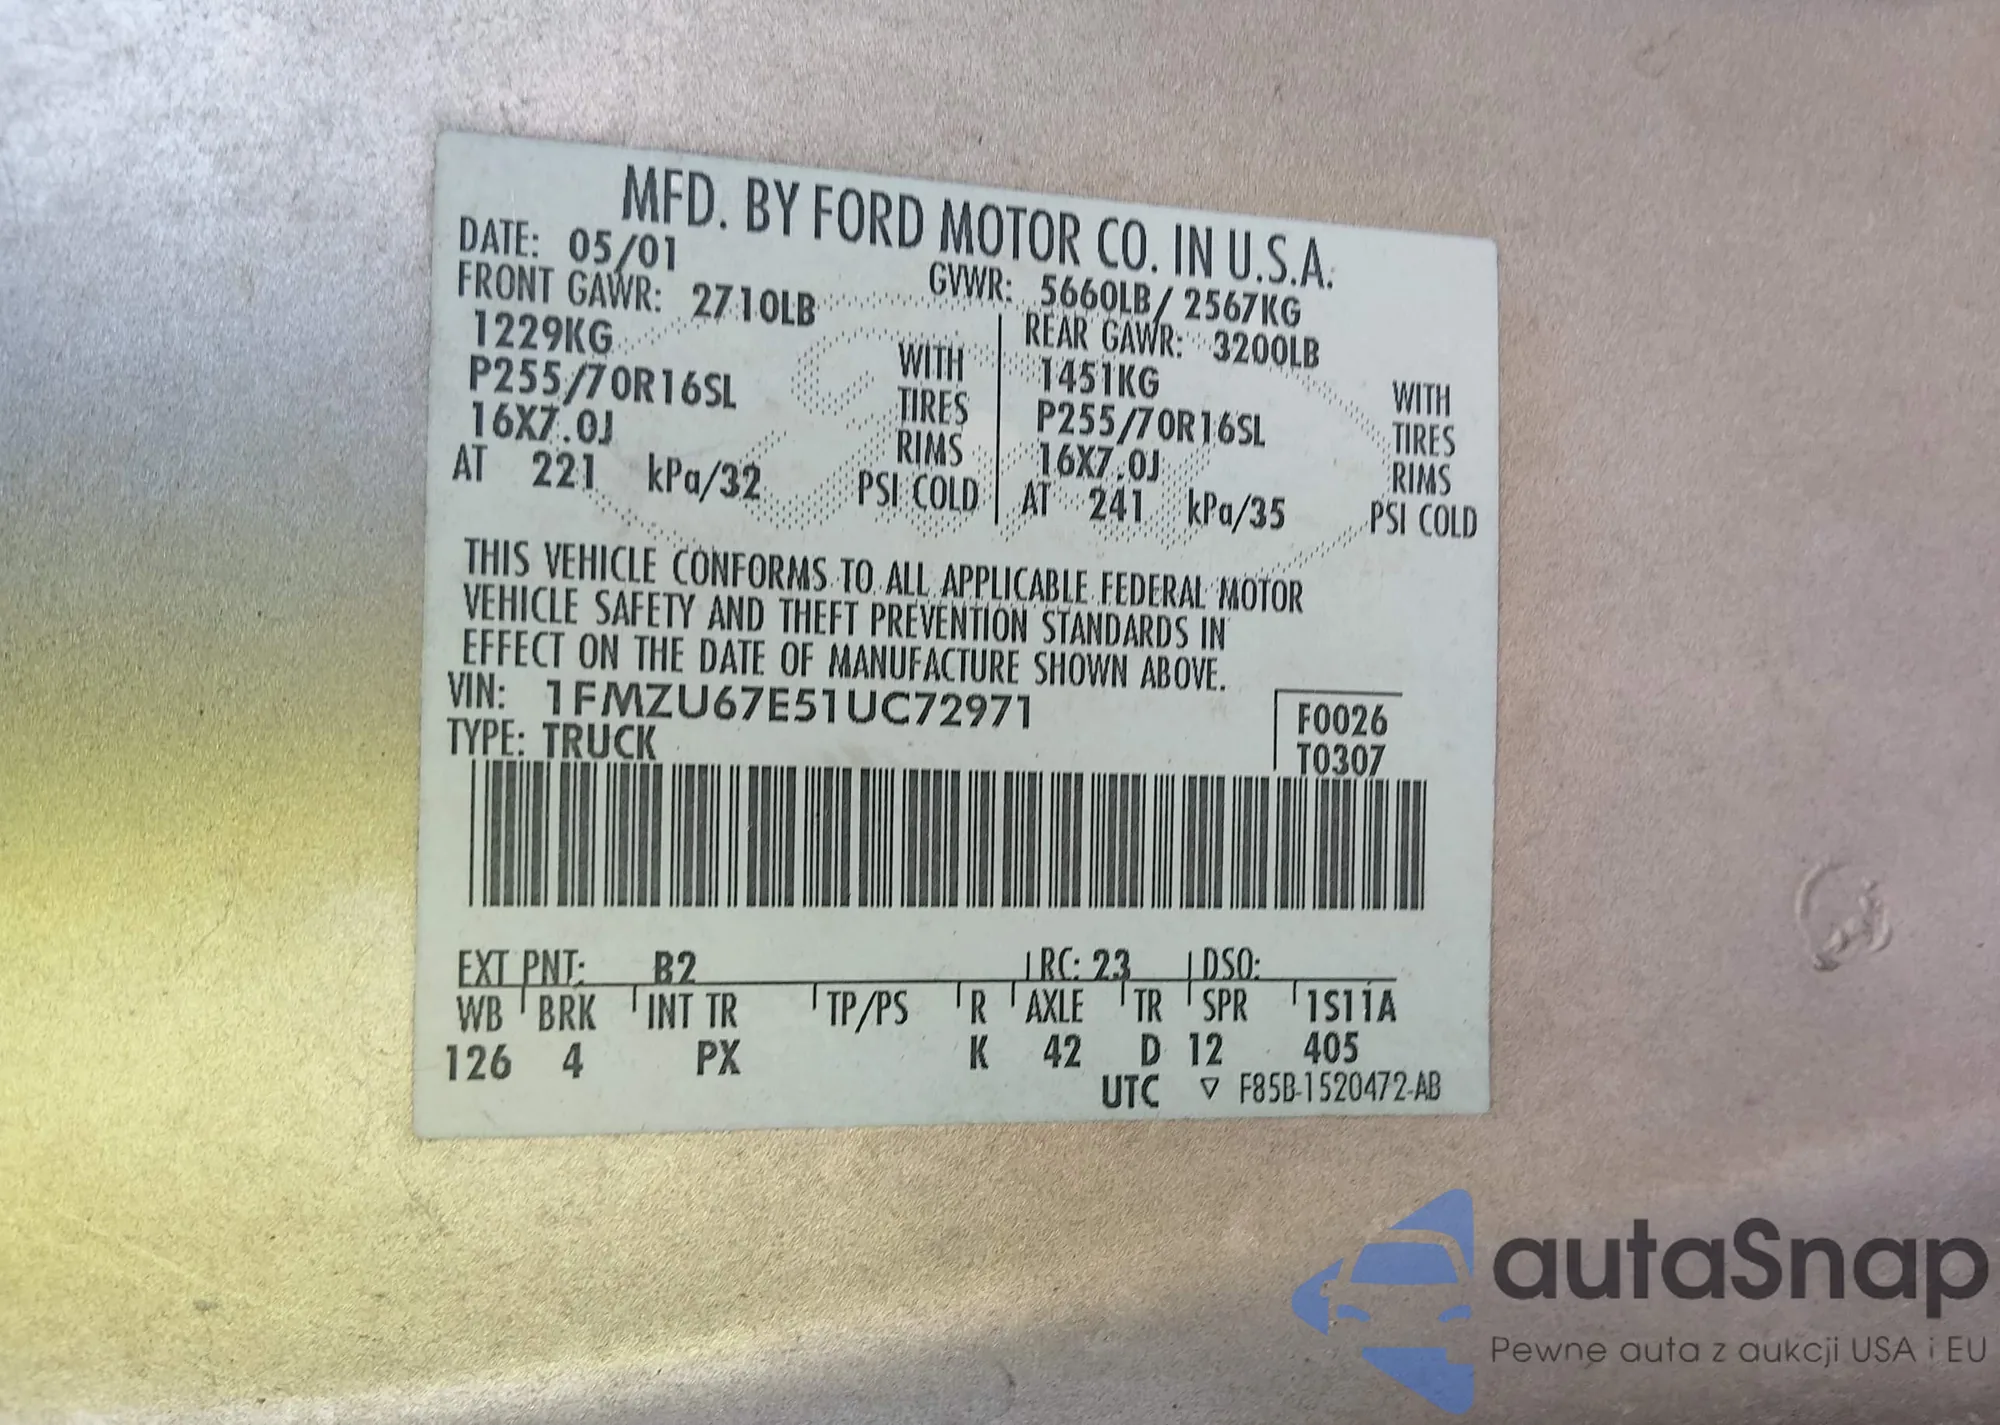 MFD. BY FORD MOTOR CO. IN U.S.A.
DATE: 05/01 GVWR: 5660LB/ 2567KG
FRONT GAWR: 2710LB REAR GAWR: 3200LB
1229KG WITH 1451KG WITH
P255/70R16SL TIRES P255/70R16SL TIRES
16X7.0J RIMS 16X7.0J RIMS
AT 221 kPa/32 PSI COLD AT 241 kPa/35 PSI COLD
THIS VEHICLE CONFORMS TO ALL APPLICABLE FEDERAL MOTOR
VEHICLE SAFETY AND THEFT PREVENTION STANDARDS IN
EFFECT ON THE DATE OF MANUFACTURE SHOWN ABOVE.
VIN: 1FMZU67E51UC72971 F0026
TYPE: TRUCK T0307
EXT PNT: B2 RC: 23 DSO:
WB BRK INT TR TP/PS R AXLE TR SPR 1S11A
126 4 PX K 42 D 12 405
UTC ▽ F85B-1520472-AB
autaSnap
Pewne auta z aukcji USA i EU